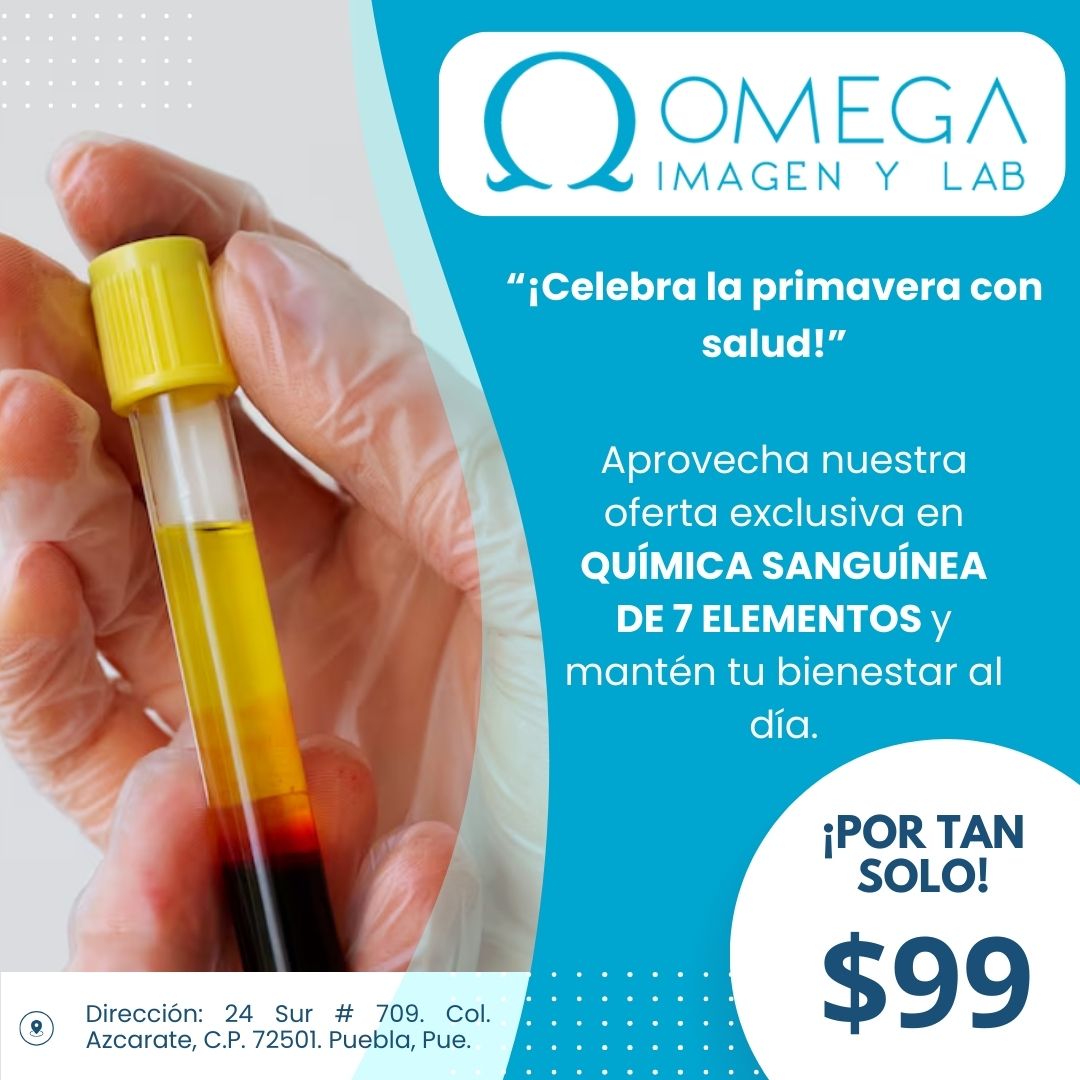 Ω OMEGA
IMAGEN Y LAB
“¡Celebra la primavera con
salud!”
Aprovecha nuestra
oferta exclusiva en
QUÍMICA SANGUÍNEA
DE 7 ELEMENTOS y
mantén tu bienestar al
día.
¡POR TAN
SOLO!
$99
Dirección: 24 Sur # 709. Col.
Azcarate, C.P. 72501. Puebla, Pue.